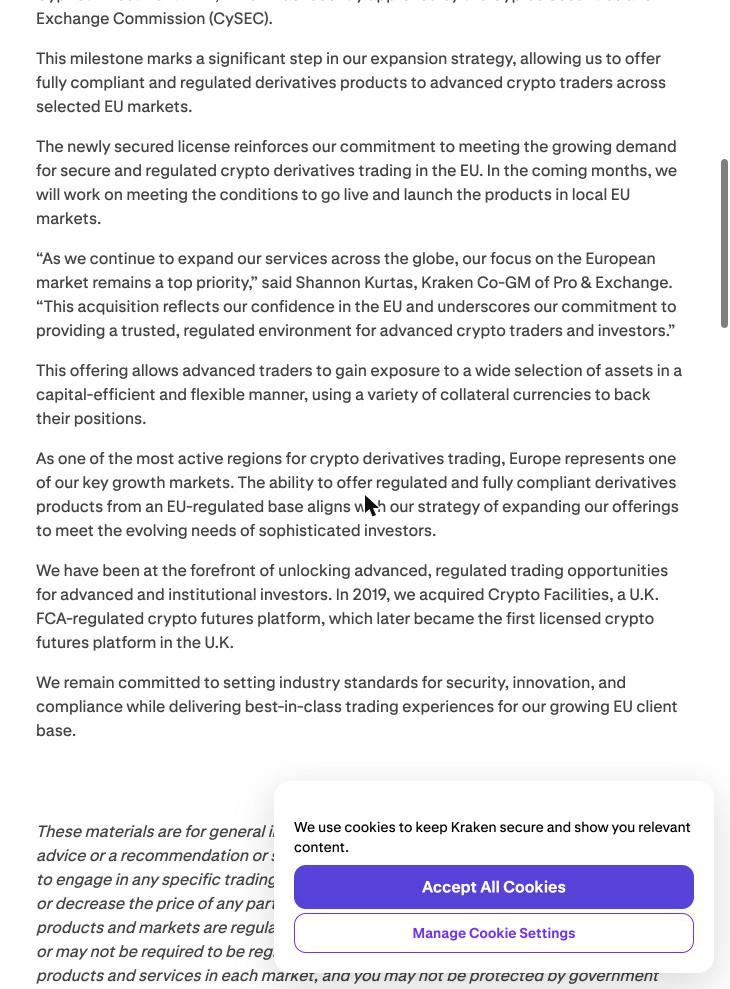 Exchange Commission (CySEC).
This milestone marks a significant step in our expansion strategy, allowing us to offer
fully compliant and regulated derivatives products to advanced crypto traders across
selected EU markets.
The newly secured license reinforces our commitment to meeting the growing demand
for secure and regulated crypto derivatives trading in the EU. In the coming months, we
will work on meeting the conditions to go live and launch the products in local EU
markets.
“As we continue to expand our services across the globe, our focus on the European
market remains a top priority,” said Shannon Kurtas, Kraken Co-GM of Pro & Exchange.
“This acquisition reflects our confidence in the EU and underscores our commitment to
providing a trusted, regulated environment for advanced crypto traders and investors.”
This offering allows advanced traders to gain exposure to a wide selection of assets in a
capital-efficient and flexible manner, using a variety of collateral currencies to back
their positions.
As one of the most active regions for crypto derivatives trading, Europe represents one
of our key growth markets. The ability to offer regulated and fully compliant derivatives
products from an EU-regulated base aligns with our strategy of expanding our offerings
to meet the evolving needs of sophisticated investors.
We have been at the forefront of unlocking advanced, regulated trading opportunities
for advanced and institutional investors. In 2019, we acquired Crypto Facilities, a U.K.
FCA-regulated crypto futures platform, which later became the first licensed crypto
futures platform in the U.K.
We remain committed to setting industry standards for security, innovation, and
compliance while delivering best-in-class trading experiences for our growing EU client
base.
These materials are for general
advice or a recommendation or
to engage in any specific trading
or decrease the price of any
products and markets are
or may not be required to be
products and services in each market, and you may not be protected by government
We use cookies to keep Kraken secure and show you relevant
content.
Accept All Cookies
Manage Cookie Settings